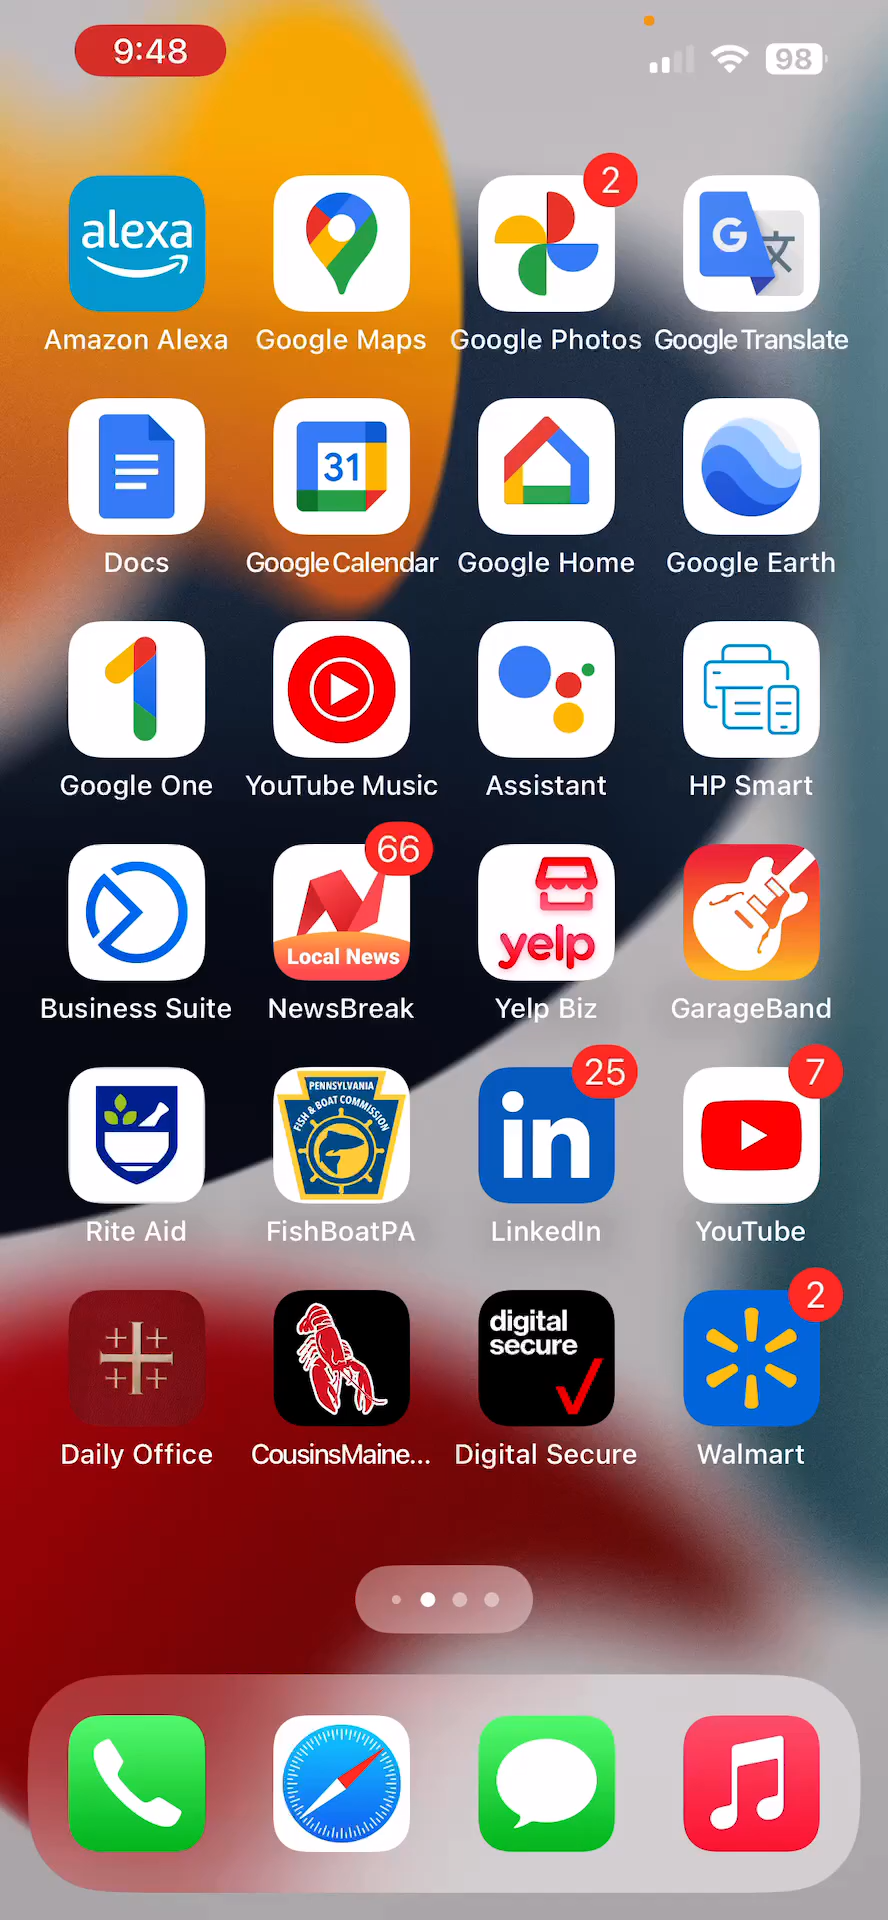 9:48
98
alexa
2
G 文
Amazon Alexa
Google Maps
Google Photos
Google Translate
31
Docs
Google Calendar
Google Home
Google Earth
Google One
YouTube Music
Assistant
HP Smart
66
Local News
yelp
Business Suite
NewsBreak
Yelp Biz
GarageBand
PENNSYLVANIA
FISH & BOAT COMMISSION
in
25
7
Rite Aid
FishBoatPA
LinkedIn
YouTube
digital
secure
2
Daily Office
CousinsMaine...
Digital Secure
Walmart